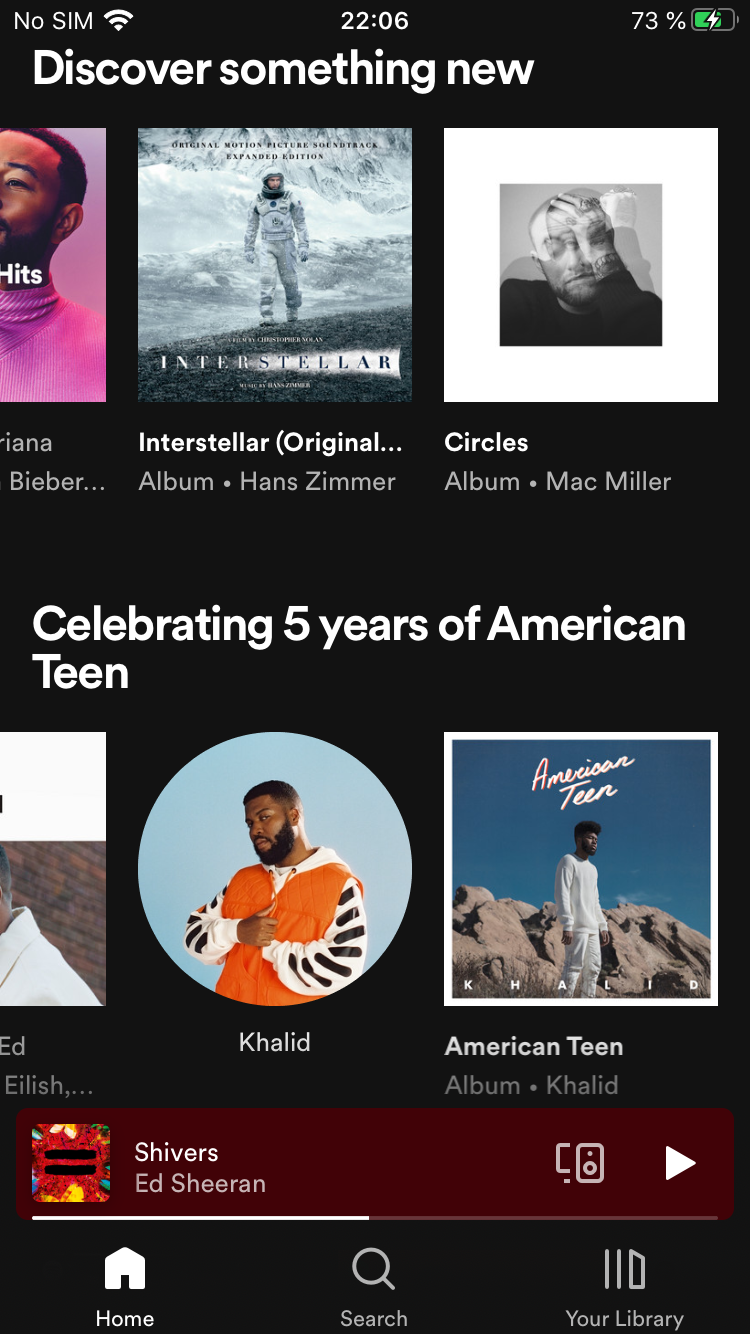 No SIM 22:06 73 %
Discover something new
Hits
ORIGINAL MOTION PICTURE SOUNDTRACK
EXPANDED EDITION
A FILM BY CHRISTOPHER NOLAN
INTERSTELLAR
MUSIC BY HANS ZIMMER
riana
Bieber...
Interstellar (Original...
Album • Hans Zimmer
Circles
Album • Mac Miller
Celebrating 5 years of American
Teen
American
Teen
KHALID
Ed
Eilish,...
Khalid
American Teen
Album • Khalid
Shivers
Ed Sheeran
Home
Search
Your Library